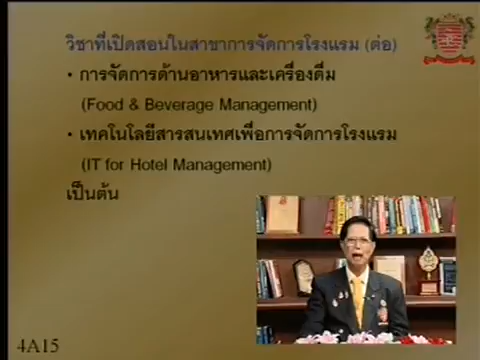 วิชาที่เปิดสอนในสาขาการจัดการโรงแรม (ต่อ)
• การจัดการด้านอาหารและเครื่องดื่ม
(Food & Beverage Management)
• เทคโนโลยีสารสนเทศเพื่อการจัดการโรงแรม
(IT for Hotel Management)
เป็นต้น
4A15